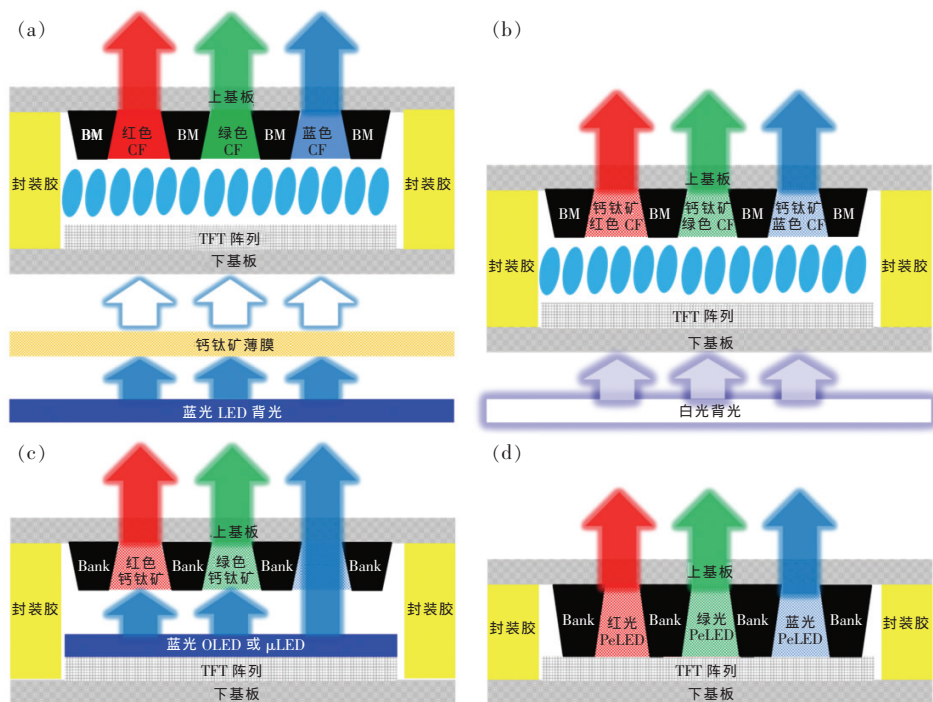 (a)
上基板
BM
红色
CF
BM
绿色
CF
BM
蓝色
CF
BM
封装胶
封装胶
TFT 阵列
下基板
钙钛矿薄膜
蓝光 LED 背光
(b)
上基板
BM
钙钛矿
红色 CF
BM
钙钛矿
绿色 CF
BM
钙钛矿
蓝色 CF
BM
封装胶
封装胶
TFT 阵列
下基板
白光背光
(c)
上基板
Bank
红色
钙钛矿
Bank
绿色
钙钛矿
Bank
Bank
封装胶
封装胶
蓝光 OLED 或 μLED
TFT 阵列
下基板
(d)
上基板
Bank
红光
PeLED
Bank
绿光
PeLED
Bank
蓝光
PeLED
Bank
封装胶
封装胶
TFT 阵列
下基板